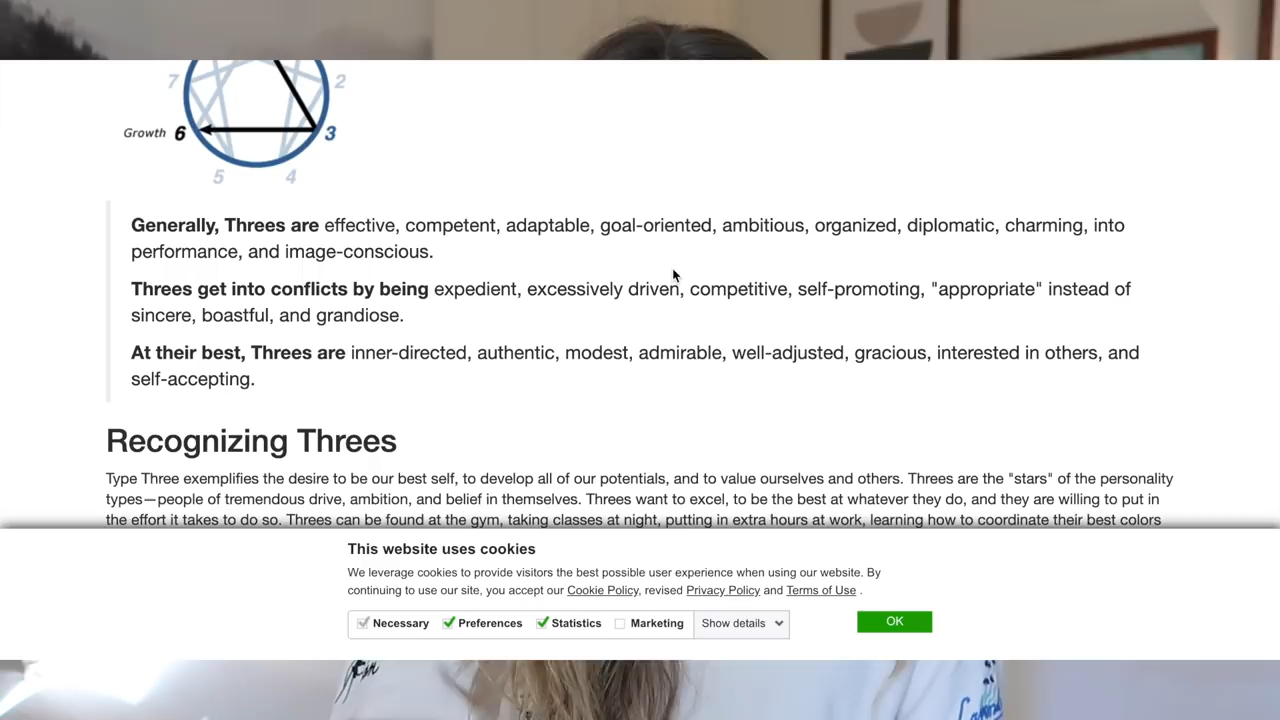 7
2
Growth 6
3
5
4
Generally, Threes are effective, competent, adaptable, goal-oriented, ambitious, organized, diplomatic, charming, into
performance, and image-conscious.
Threes get into conflicts by being expedient, excessively driven, competitive, self-promoting, "appropriate" instead of
sincere, boastful, and grandiose.
At their best, Threes are inner-directed, authentic, modest, admirable, well-adjusted, gracious, interested in others, and
self-accepting.
Recognizing Threes
Type Three exemplifies the desire to be our best self, to develop all of our potentials, and to value ourselves and others. Threes are the "stars" of the personality
types—people of tremendous drive, ambition, and belief in themselves. Threes want to excel, to be the best at whatever they do, and they are willing to put in
the effort it takes to do so. Threes can be found at the gym, taking classes at night, putting in extra hours at work, learning how to coordinate their best colors
This website uses cookies
We leverage cookies to provide visitors the best possible user experience when using our website. By
continuing to use our site, you accept our Cookie Policy, revised Privacy Policy and Terms of Use .
Necessary Preferences Statistics Marketing Show details
OK